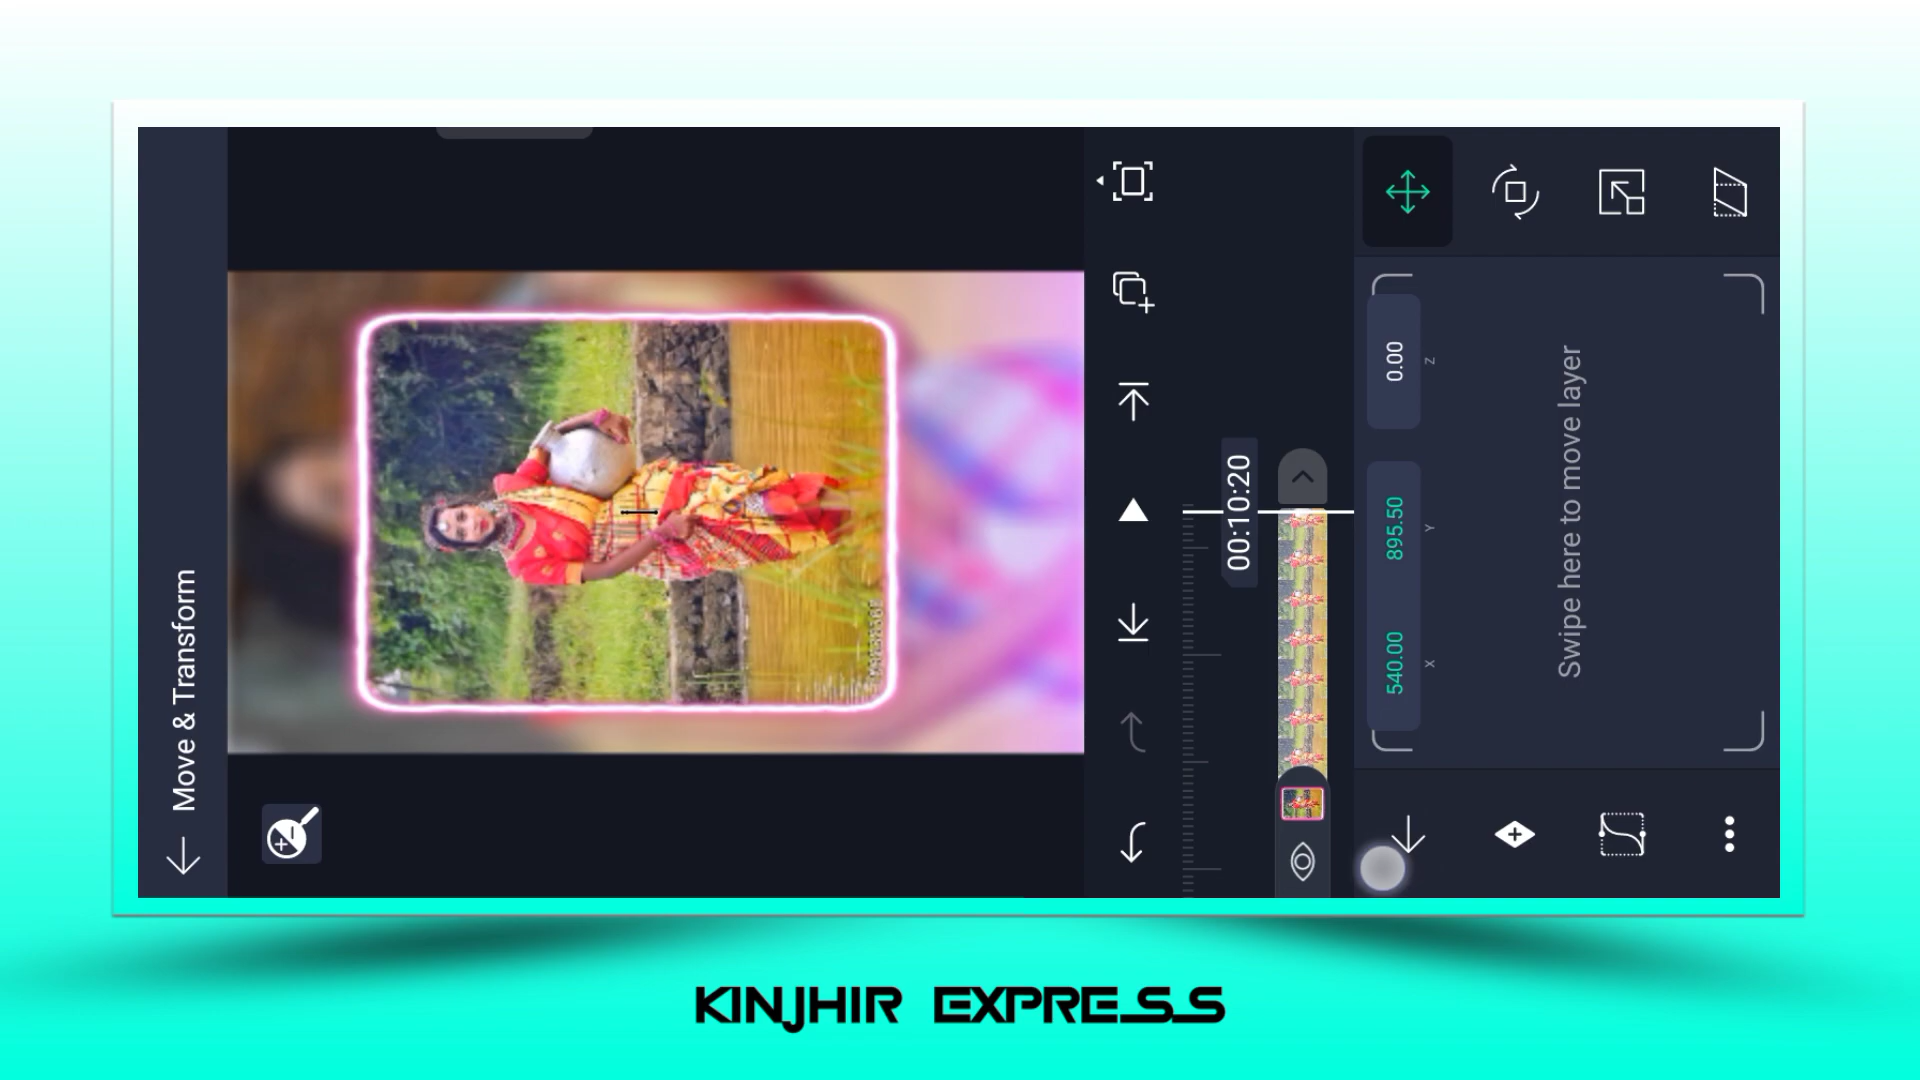 Move & Transform
00:10:20
540.00
X
895.50
Y
0.00
Z
Swipe here to move layer
KINJHIR EXPRESS